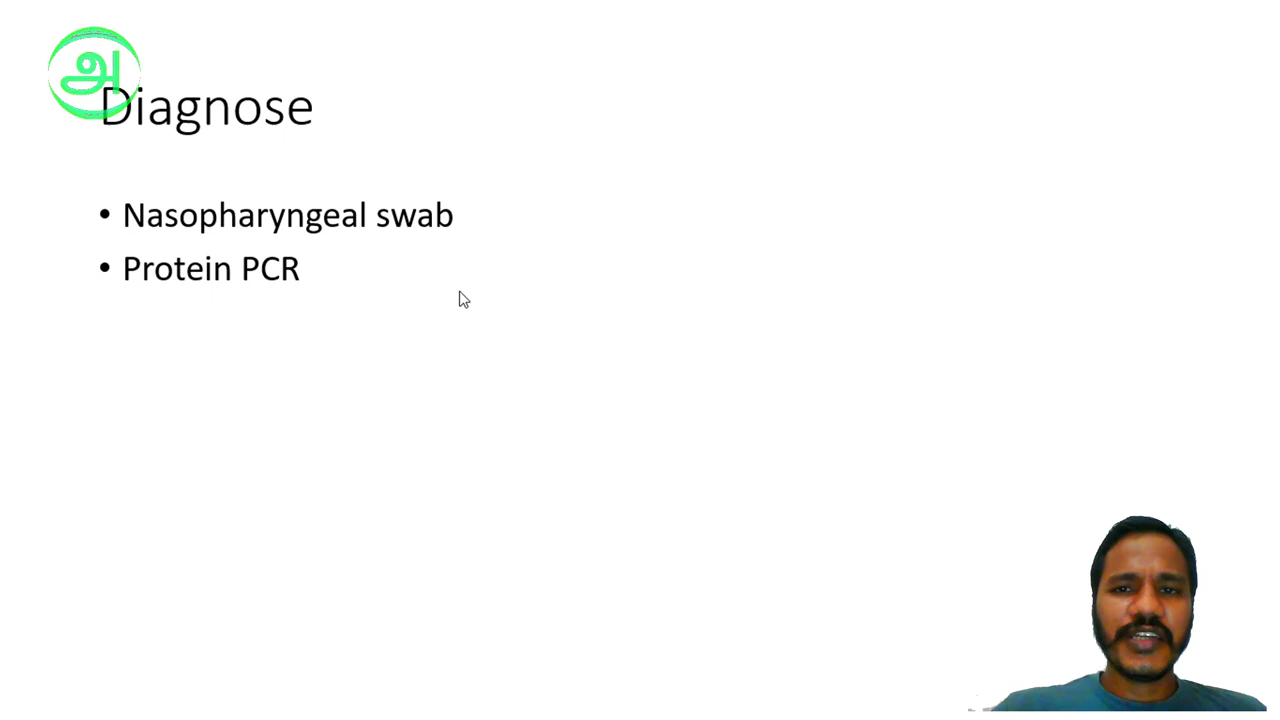 அ
Diagnose
• Nasopharyngeal swab
• Protein PCR